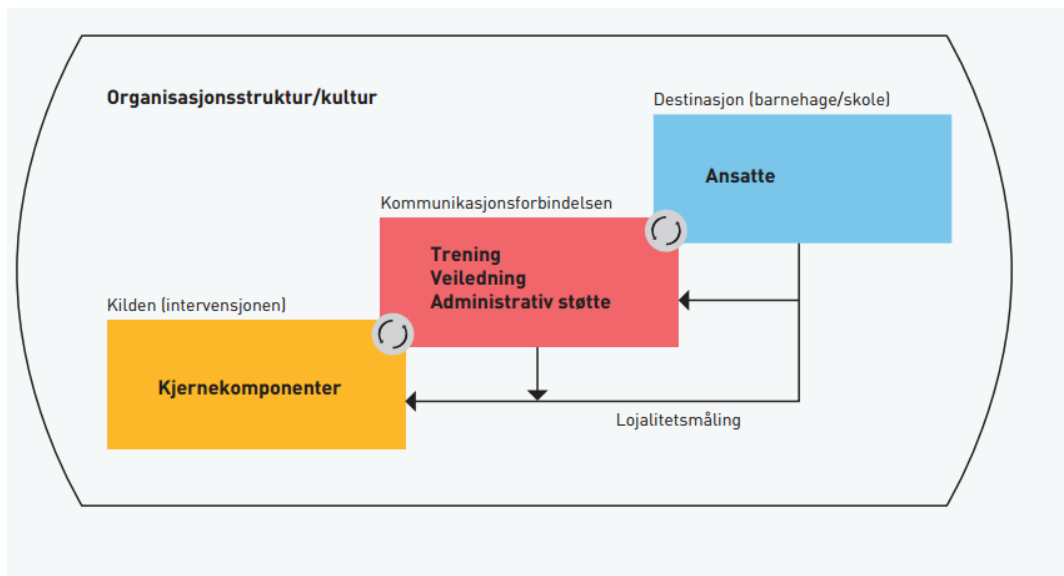 Organisasjonsstruktur/kultur
Destinasjon (barnehage/skole)
Ansatte
Kommunikasjonsforbindelsen
Trening
Veiledning
Administrativ støtte
Kilden (intervensjonen)
Kjernekomponenter
Lojalitetsmåling